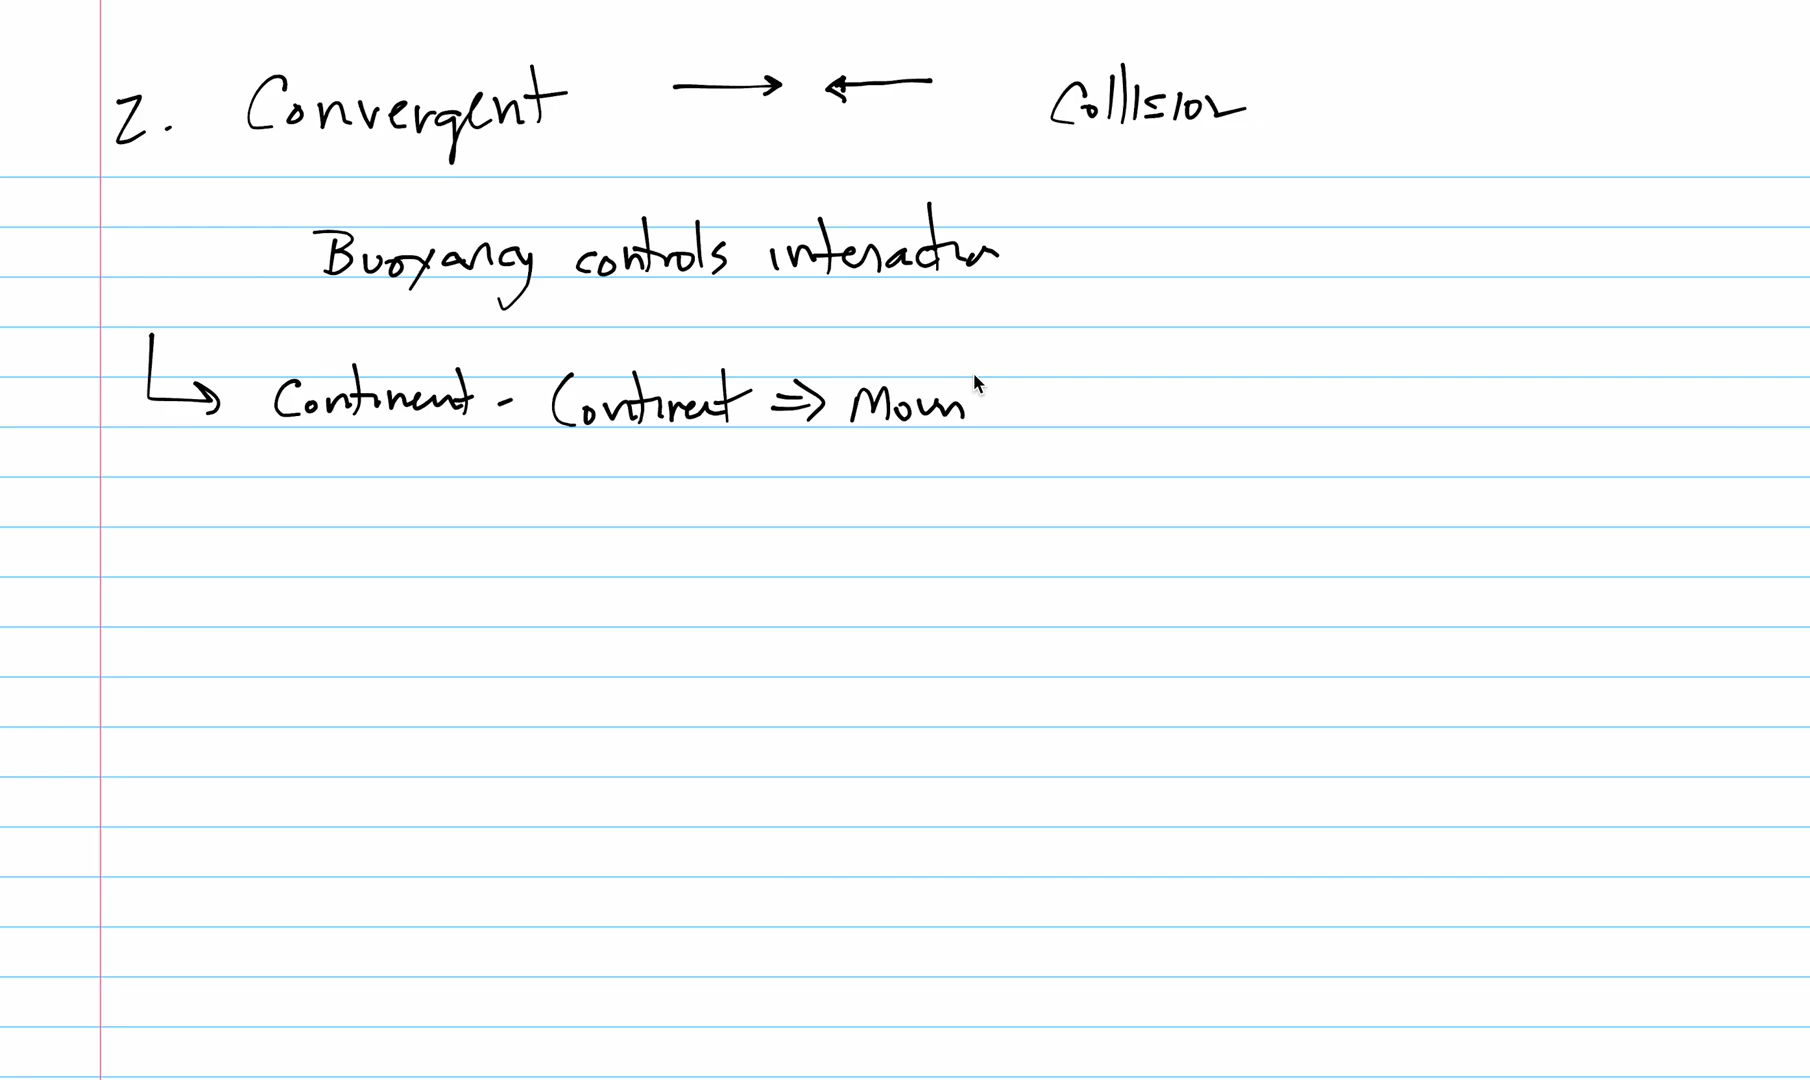 2. Convergent → ← Collision
Buoyancy controls interaction
↳ Continent - Continent ⇒ Moun